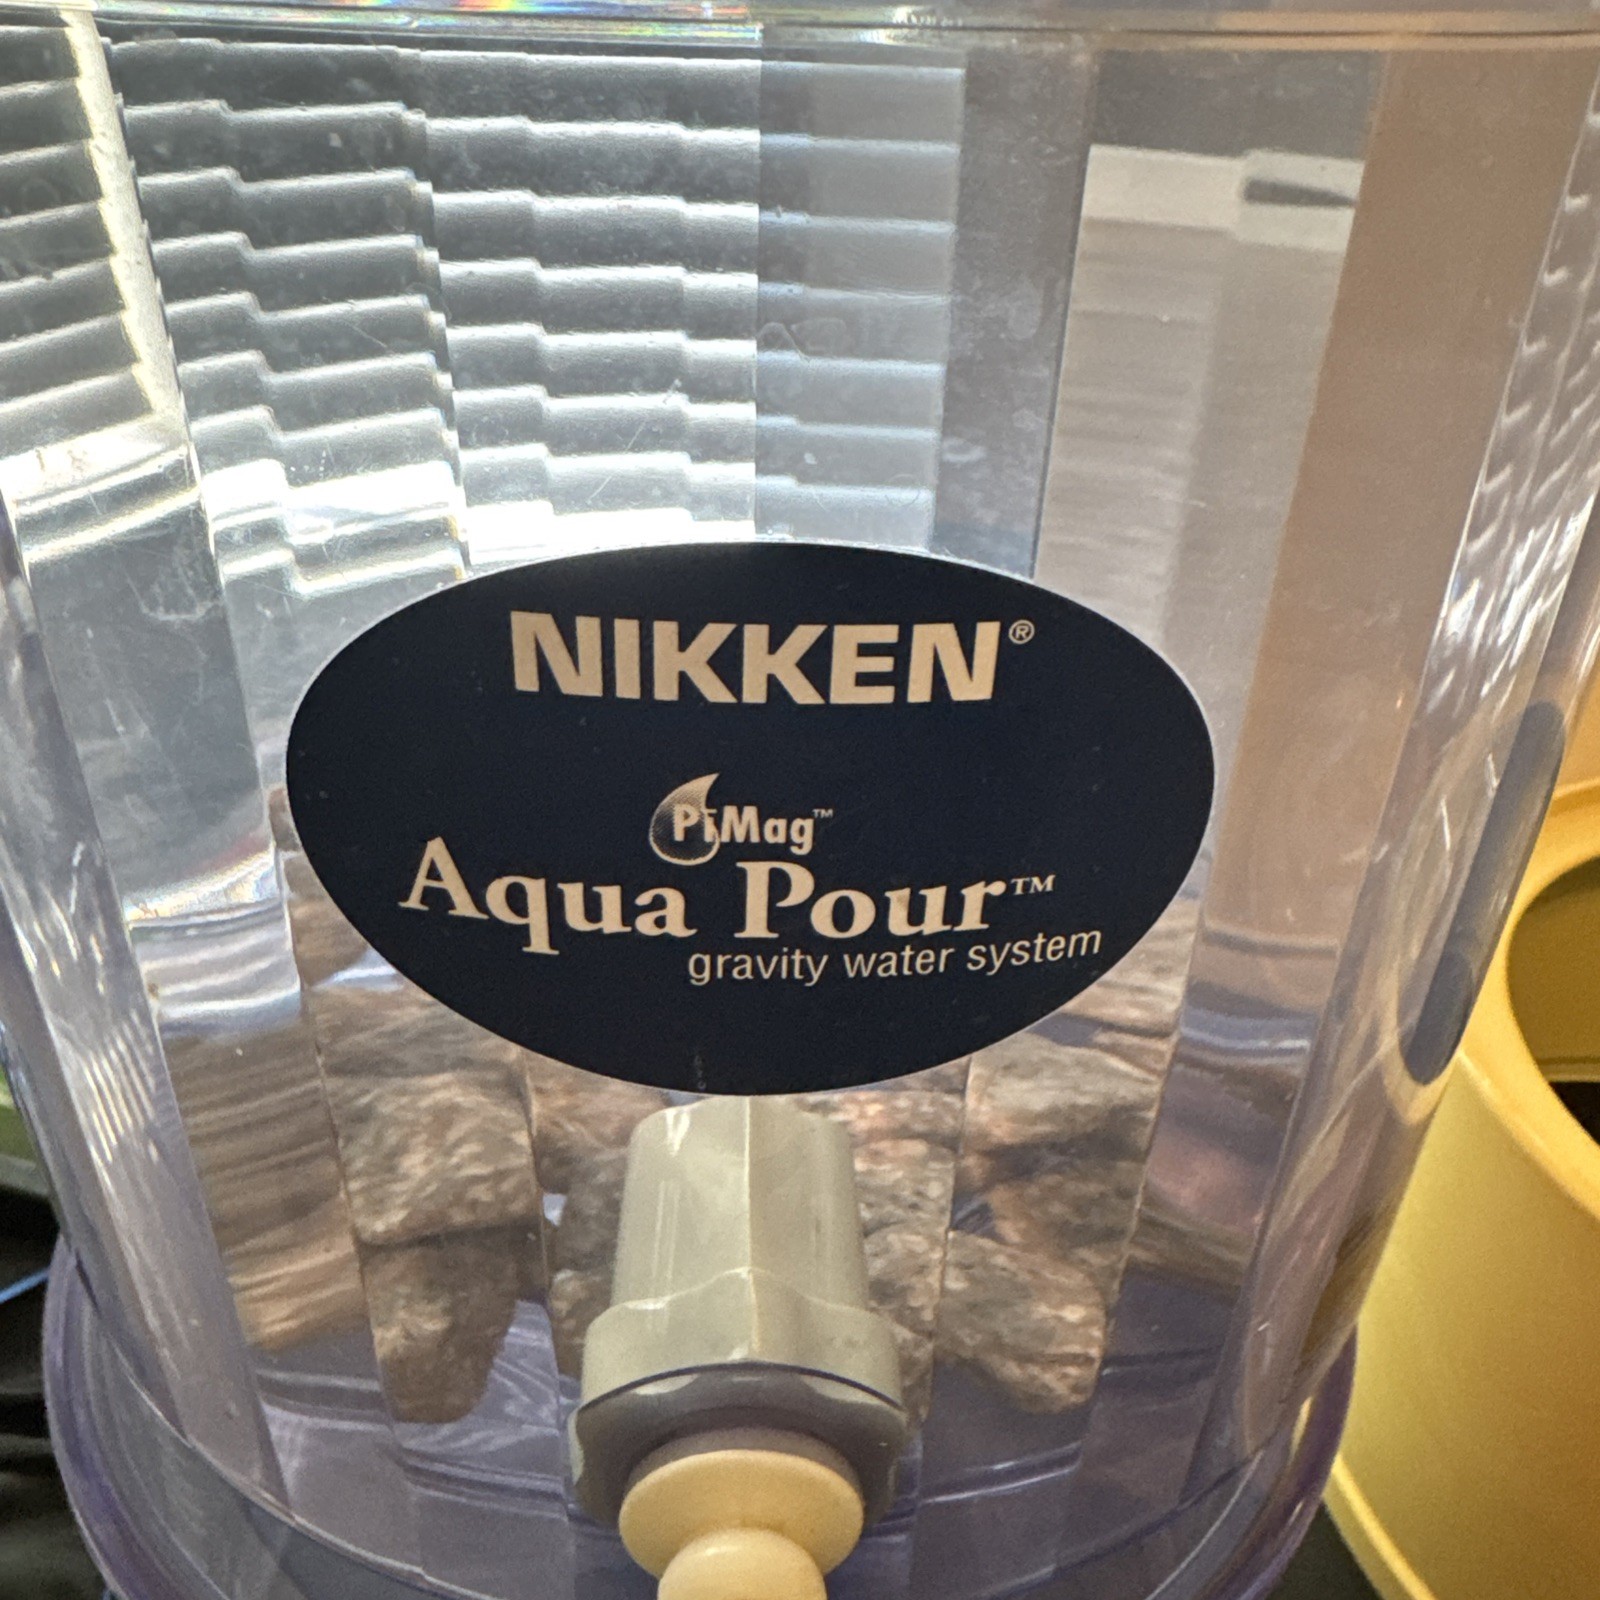 NIKKEN®
PiMag™
Aqua Pour™
gravity water system